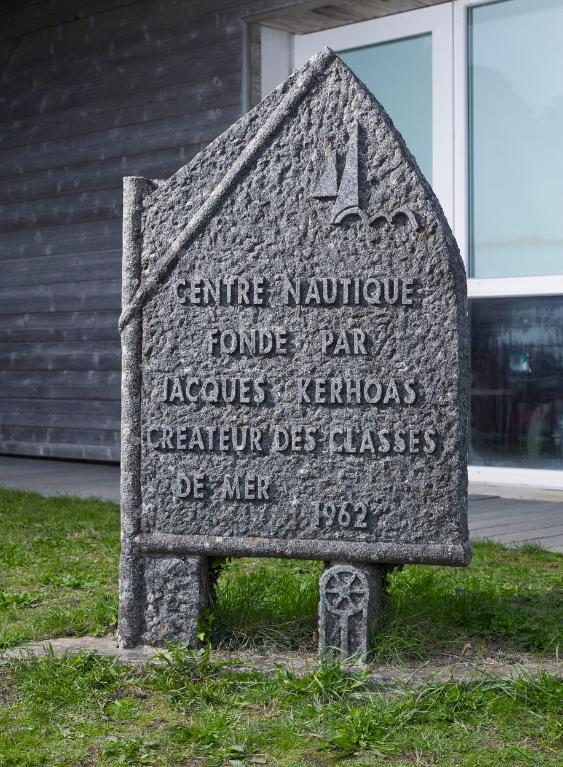 CENTRE NAUTIQUE
FONDE PAR
JACQUES KERHOAS
CREATEUR DES CLASSES
DE MER 1962